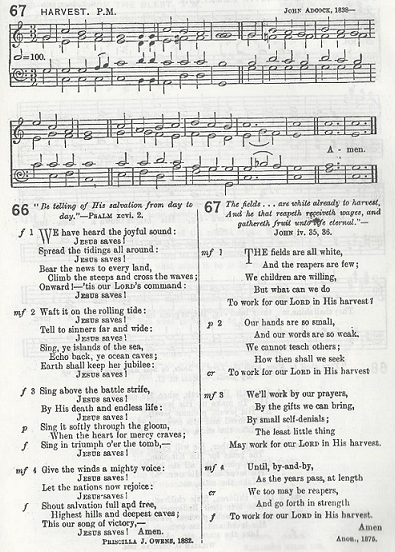 67 HARVEST. P.M. JOHN ADCOCK, 1838—
=100.
A - men.
66 "Be telling of His salvation from day to
day."—PSALM xcvi. 2.
f 1 WE have heard the joyful sound:
JESUS saves!
Spread the tidings all around:
JESUS saves!
Bear the news to every land,
Climb the steeps and cross the waves;
Onward!—'tis our LORD'S command:
JESUS saves!
mf 2 Waft it on the rolling tide:
JESUS saves!
Tell to sinners far and wide:
JESUS saves!
Sing, ye islands of the sea,
Echo back, ye ocean caves;
Earth shall keep her jubilee:
JESUS saves!
f 3 Sing above the battle strife,
JESUS saves!
By His death and endless life:
JESUS saves!
p Sing it softly through the gloom,
When the heart for mercy craves;
f Sing in triumph o'er the tomb,—
JESUS saves!
mf 4 Give the winds a mighty voice:
JESUS saves!
Let the nations now rejoice:
JESUS saves!
f Shout salvation full and free,
Highest hills and deepest caves;
This our song of victory,—
JESUS saves! Amen.
PRISCILLA J. OWENS, 1882.
67 The fields . . . are white already to harvest,
And he that reapeth receiveth wages, and
gathereth fruit unto life eternal."—
JOHN iv. 35, 36.
mf 1 THE fields are all white,
And the reapers are few;
We children are willing,
But what can we do
To work for our LORD in His harvest?
p 2 Our hands are so small,
And our words are so weak,
We cannot teach others;
How then shall we seek
cr To work for our LORD in His harvest
mf 3 We'll work by our prayers,
By the gifts we can bring,
By small self-denials;
The least little thing
May work for our LORD in His harvest.
mf 4 Until, by-and-by,
As the years pass, at length
cr We too may be reapers,
And go forth in strength
f To work for our LORD in His harvest.
Amen
ANON., 1876.